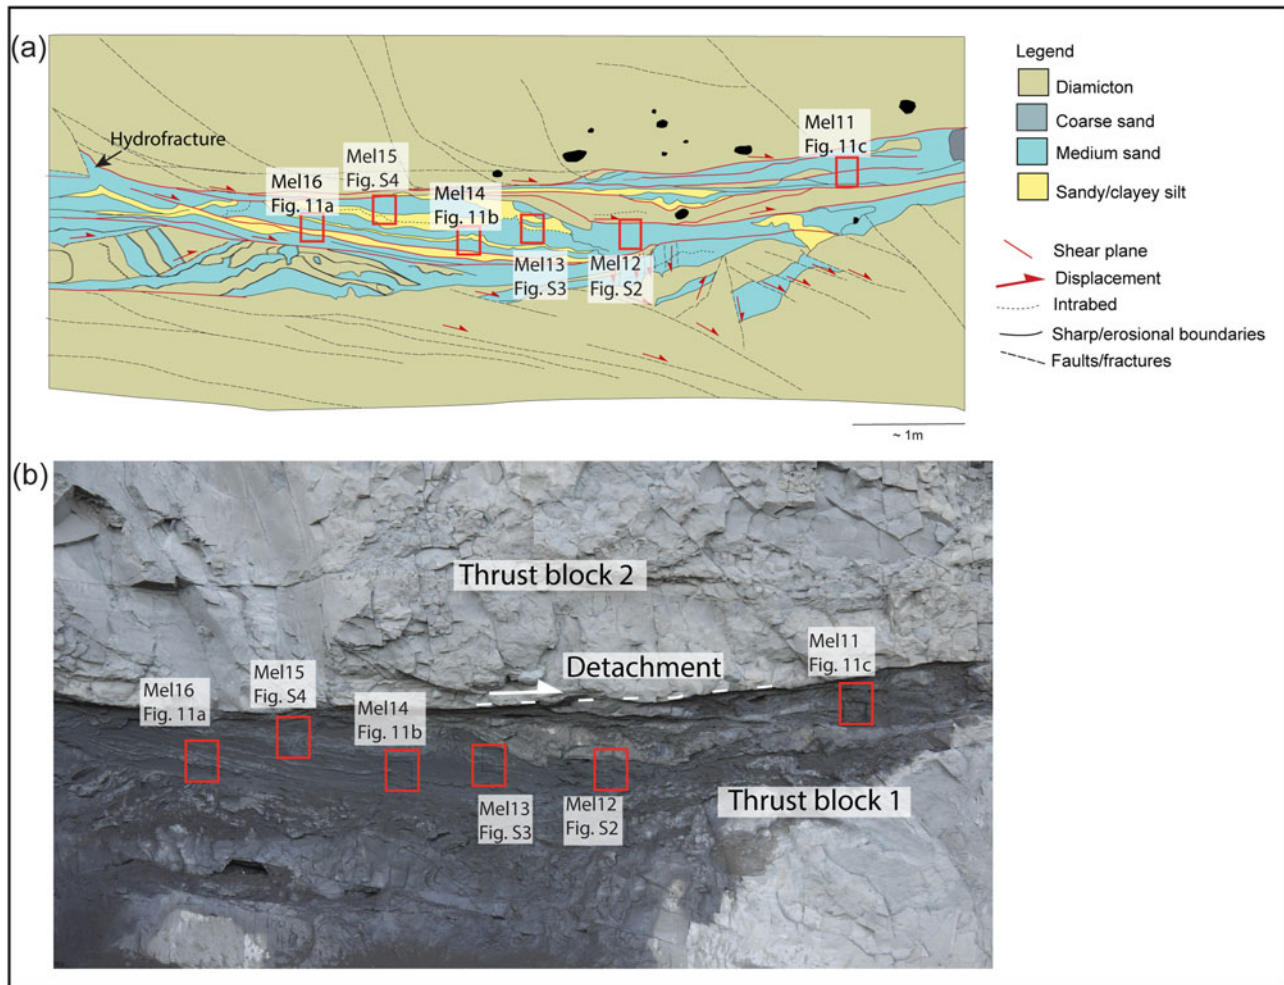 (a)
Hydrofracture
Mel16
Fig. 11a
Mel15
Fig. S4
Mel14
Fig. 11b
Mel13
Fig. S3
Mel12
Fig. S2
Mel11
Fig. 11c
~ 1m
Legend
Diamicton
Coarse sand
Medium sand
Sandy/clayey silt
Shear plane
Displacement
Intrabed
Sharp/erosional boundaries
Faults/fractures
(b)
Thrust block 2
Detachment
Mel16
Fig. 11a
Mel15
Fig. S4
Mel14
Fig. 11b
Mel13
Fig. S3
Mel12
Fig. S2
Mel11
Fig. 11c
Thrust block 1